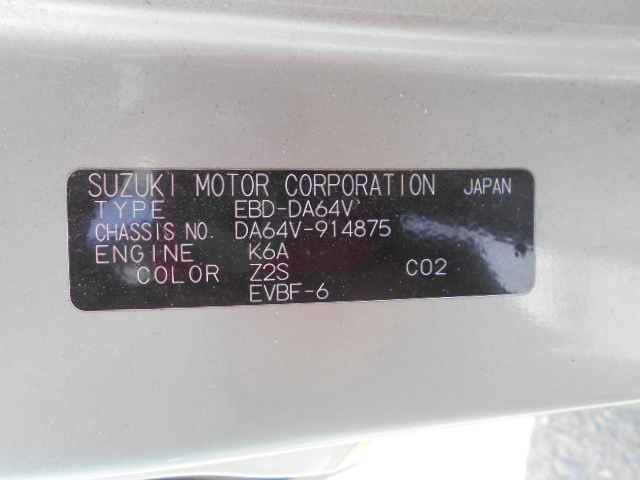 SUZUKI MOTOR CORPORATION JAPAN
TYPE EBD-DA64V
CHASSIS NO. DA64V-914875
ENGINE K6A
COLOR Z2S C02
EVBF-6